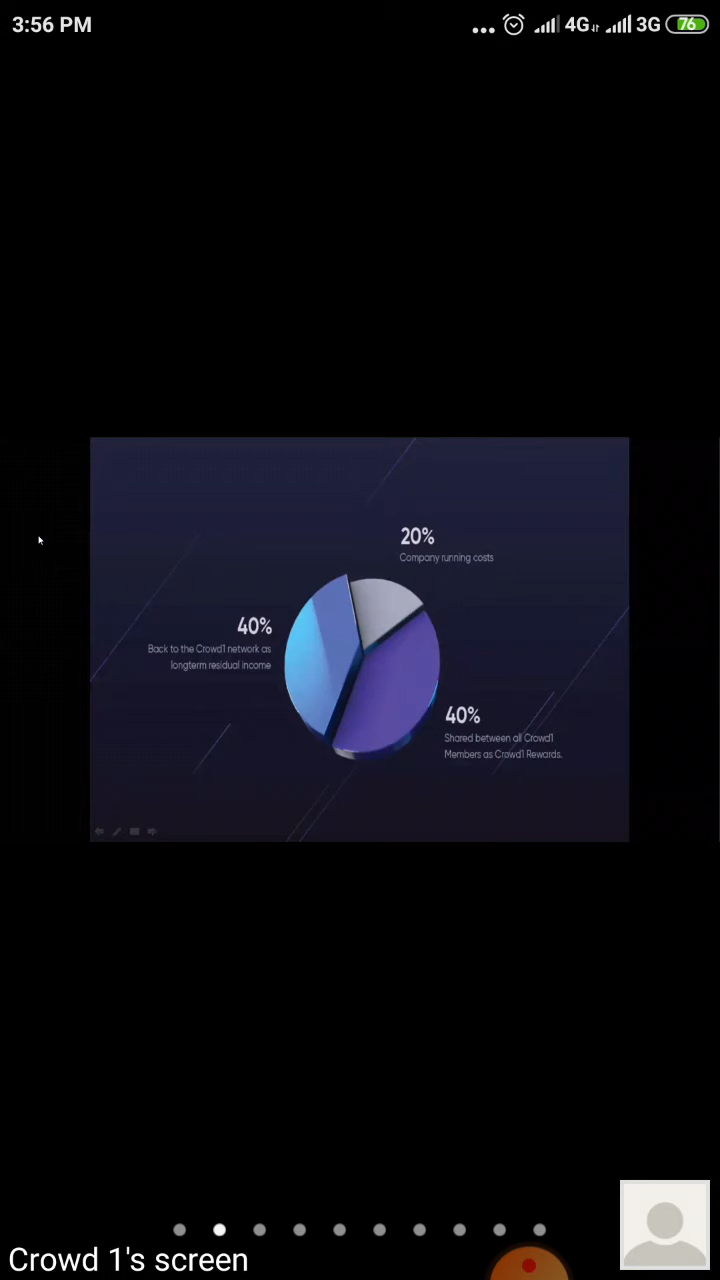 3:56 PM
4G
3G
76
20%
Company running costs
40%
Back to the Crowd1 network as
longterm residual income
40%
Shared between all Crowd1
Members as Crowd1 Rewards.
Crowd 1's screen